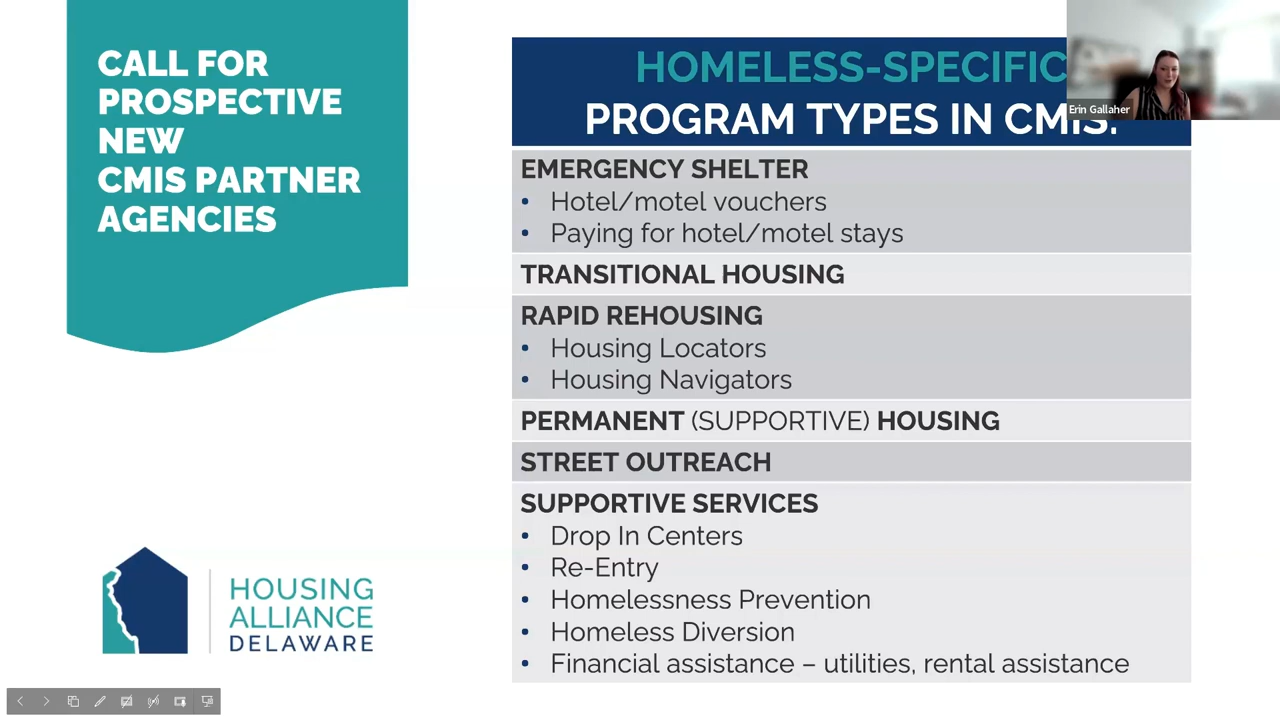 CALL FOR
PROSPECTIVE
NEW
CMIS PARTNER
AGENCIES
HOMELESS-SPECIFIC
PROGRAM TYPES IN CMIS:
Erin Gallaher
EMERGENCY SHELTER
• Hotel/motel vouchers
• Paying for hotel/motel stays
TRANSITIONAL HOUSING
RAPID REHOUSING
• Housing Locators
• Housing Navigators
PERMANENT (SUPPORTIVE) HOUSING
STREET OUTREACH
SUPPORTIVE SERVICES
• Drop In Centers
• Re-Entry
• Homelessness Prevention
• Homeless Diversion
• Financial assistance – utilities, rental assistance
HOUSING
ALLIANCE
DELAWARE